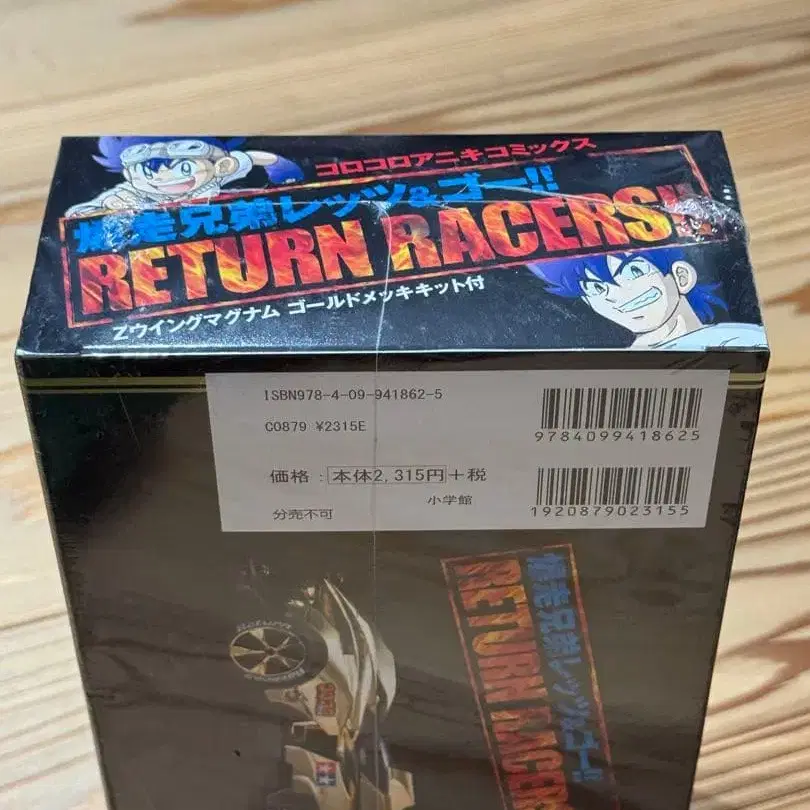 コロコロアニキコミックス
爆走兄弟レッツ&ゴー!!
RETURN RACERS!!
Zウイングマグナム ゴールドメッキキット付
ISBN978-4-09-941862-5
C0879 ¥2315E
9784099418625
価格:本体2,315円+税
小学館
分売不可
1920879023155
爆走兄弟レッツ&ゴー!!
RETURN RACERS
Return
Racers